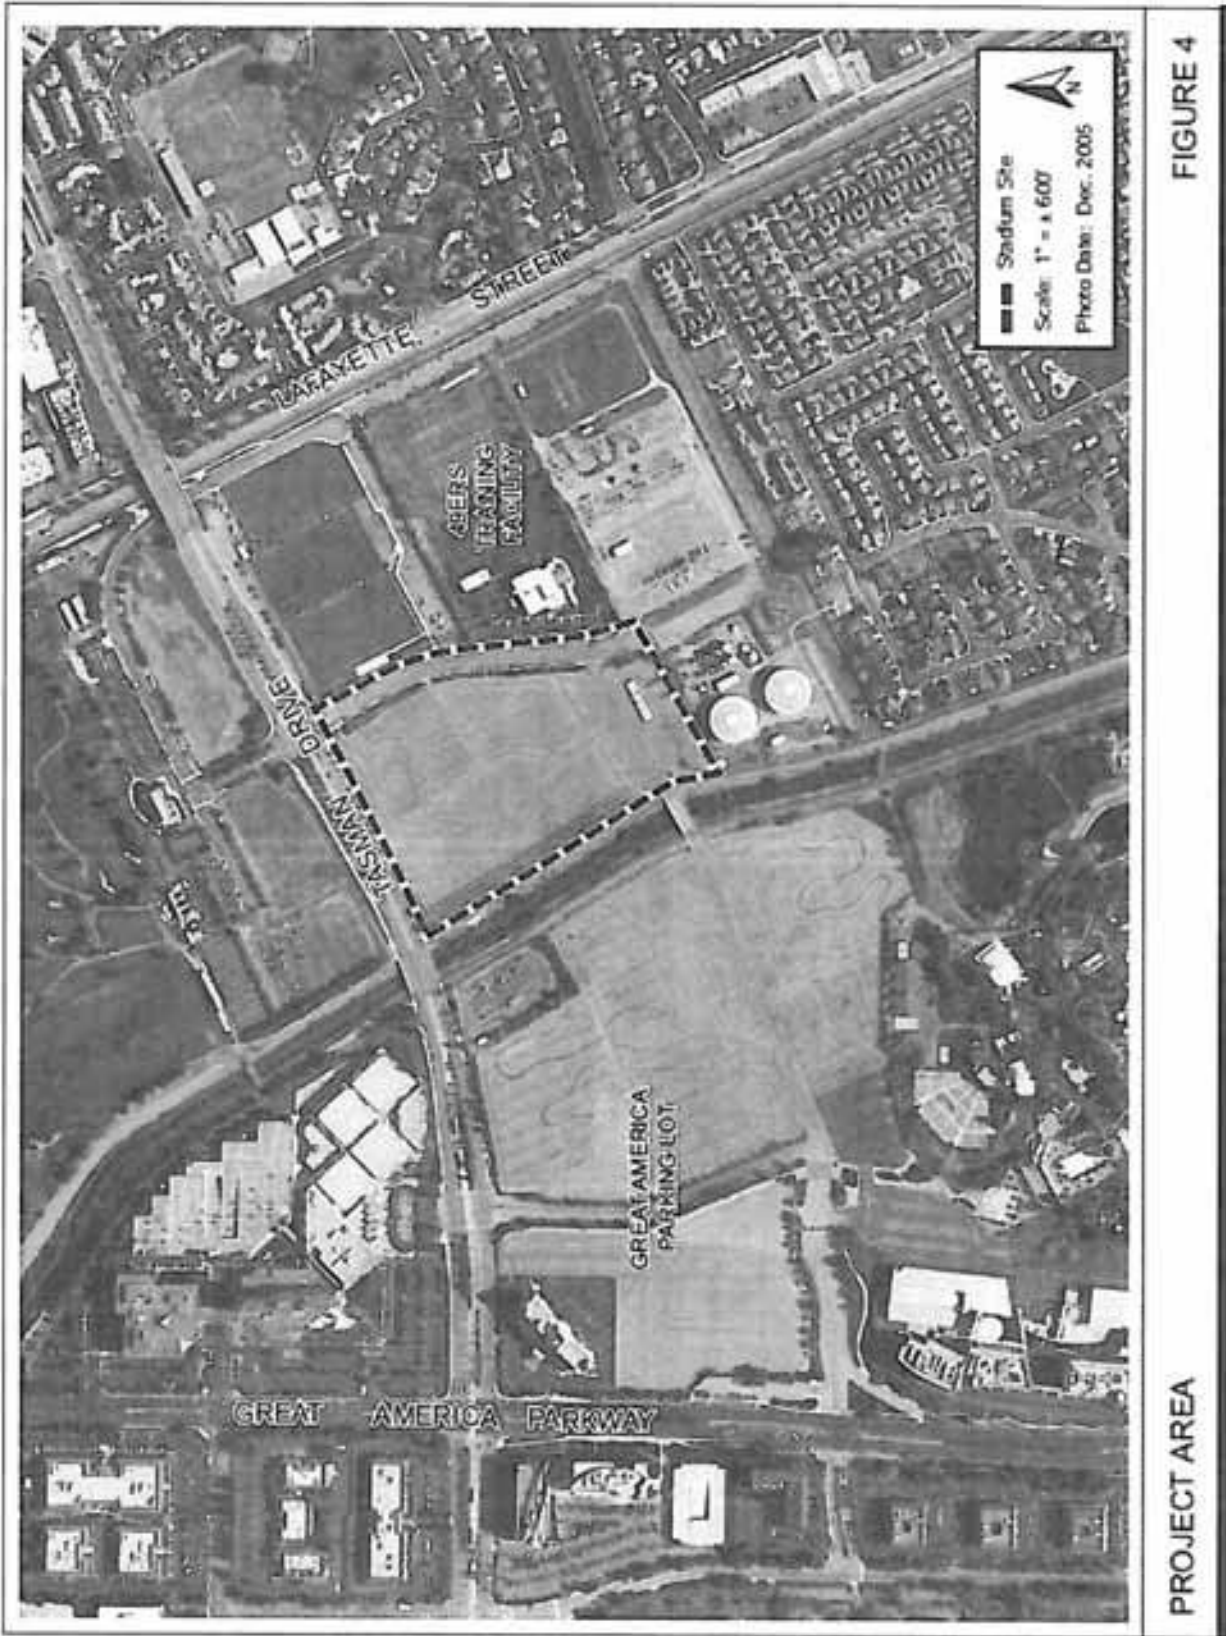 LAFAYETTE STREET
49ERS
TRAINING
FACILITY
TASMAN DRIVE
GREAT AMERICA
PARKING LOT
GREAT AMERICA PARKWAY
Stadium Site
Scale: 1" = ± 600'
Photo Date: Dec. 2005
N
PROJECT AREA
FIGURE 4